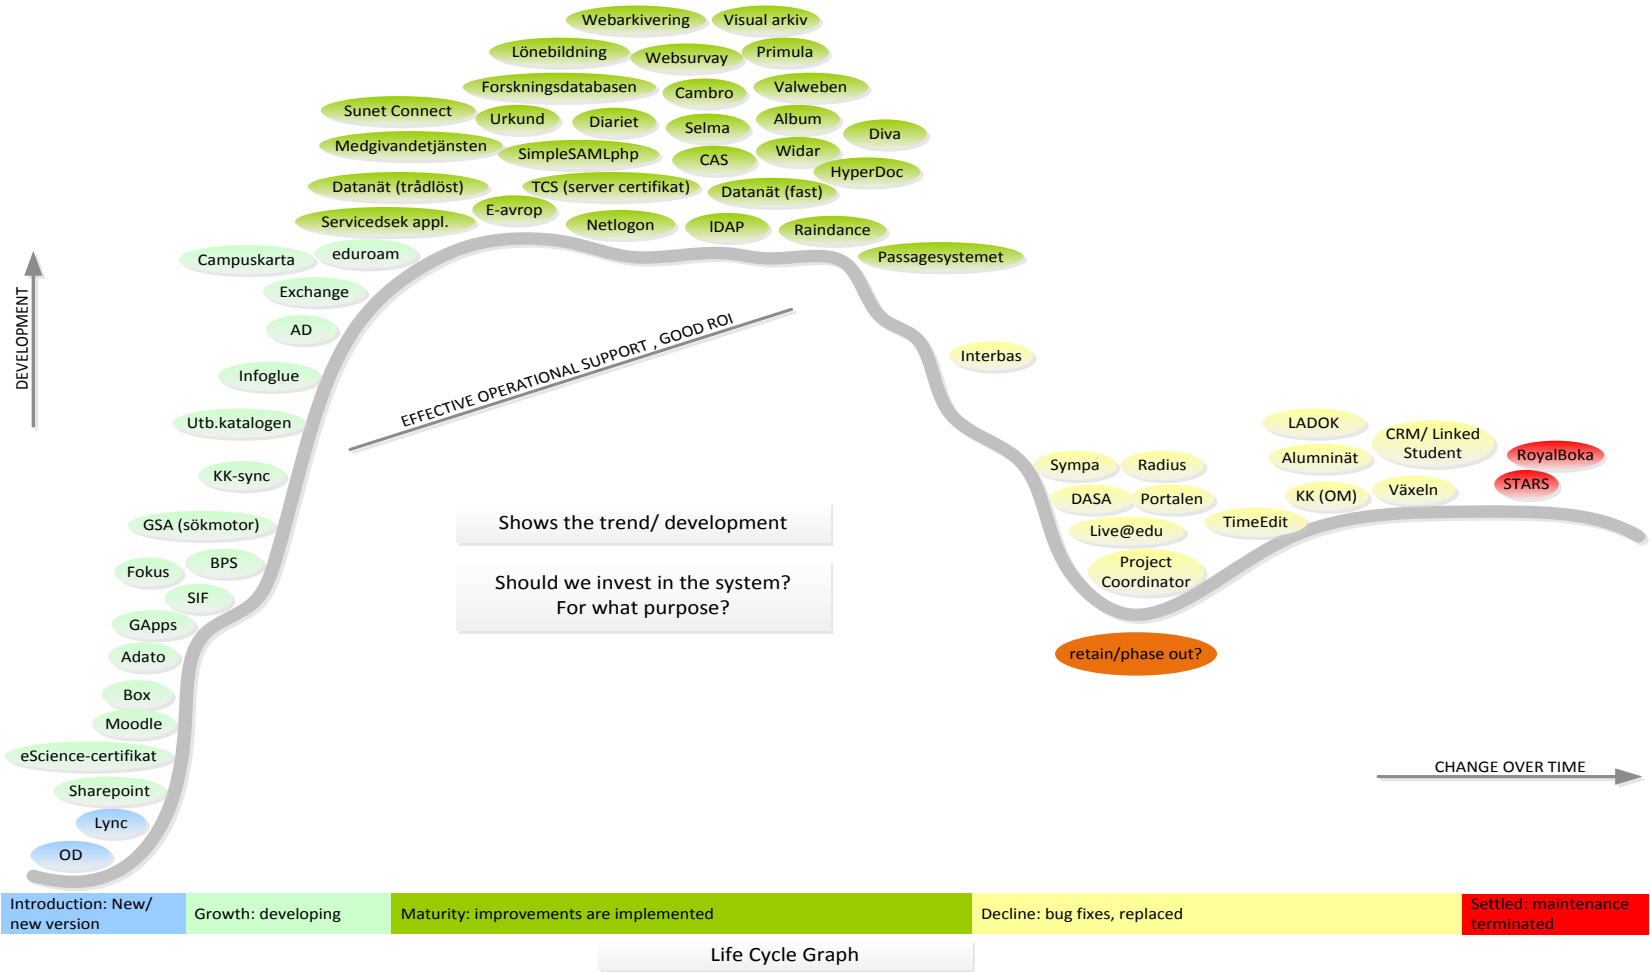 Webarkivering
Visual arkiv
Lönebildning
Websurvay
Primula
Forskningsdatabasen
Cambro
Valweben
Sunet Connect
Urkund
Diariet
Selma
Album
Diva
Medgivandetjänsten
SimpleSAMLphp
CAS
Widar
HyperDoc
Datanät (trådlöst)
TCS (server certifikat)
Datanät (fast)
Servicedsek appl.
E-avrop
Netlogon
IDAP
Raindance
Campuskarta
eduroam
Passagesystemet
Exchange
AD
Infoglue
Utb.katalogen
KK-sync
GSA (sökmotor)
BPS
Fokus
SIF
GApps
Adato
Box
Moodle
eScience-certifikat
Sharepoint
Lync
OD
DEVELOPMENT
EFFECTIVE OPERATIONAL SUPPORT , GOOD ROI
Shows the trend/ development
Should we invest in the system?
For what purpose?
Interbas
Sympa
Radius
DASA
Portalen
Live@edu
Project
Coordinator
TimeEdit
LADOK
Alumninät
KK (OM)
CRM/ Linked
Student
Växeln
RoyalBoka
STARS
retain/phase out?
CHANGE OVER TIME
Introduction: New/
new version
Growth: developing
Maturity: improvements are implemented
Decline: bug fixes, replaced
Settled: maintenance
terminated
Life Cycle Graph